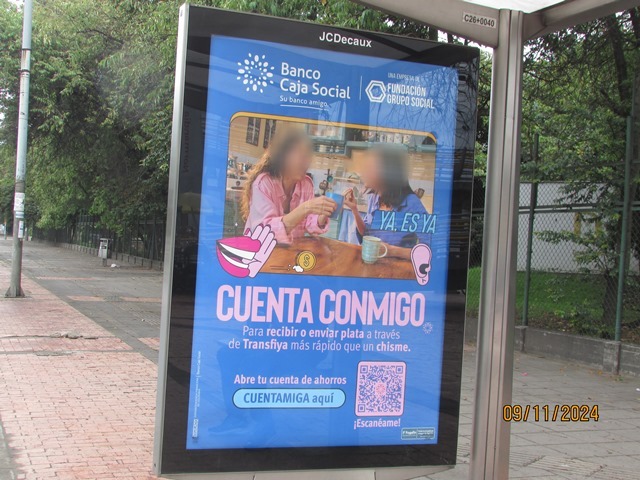 C26+0040
JCDecaux
Banco
Caja Social
Su banco amigo.
UNA EMPRESA DE
FUNDACIÓN
GRUPO SOCIAL
YA, ES YA
CUENTA CONMIGO
Para recibir o enviar plata a través
de Transfiya más rápido que un chisme.
Abre tu cuenta de ahorros
CUENTAMIGA aquí
¡Escanéame!
09/11/2024